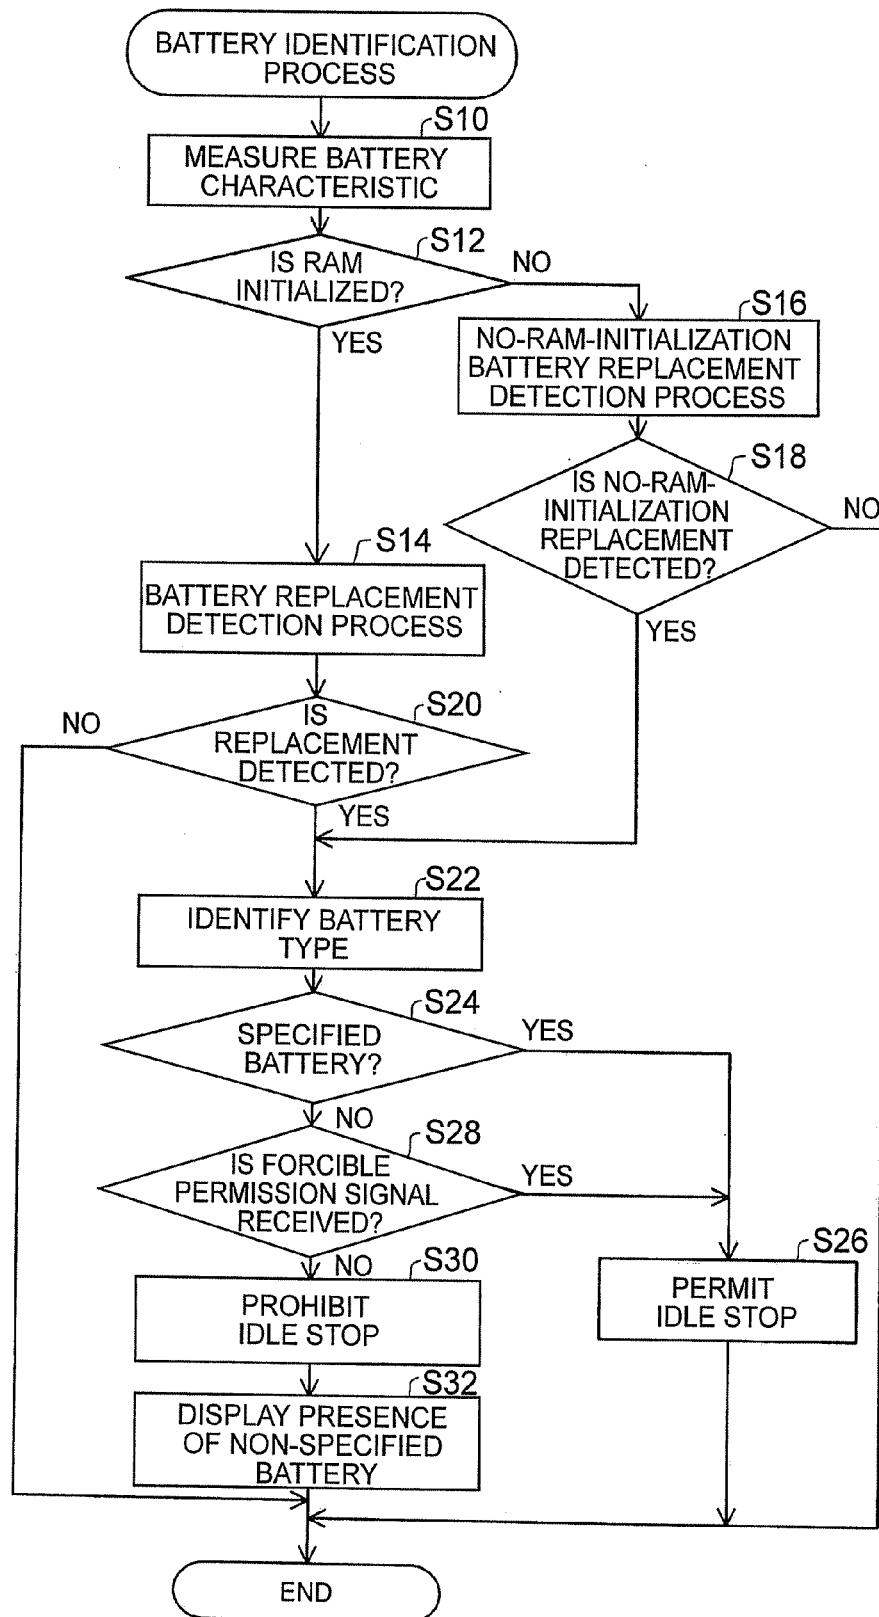 BATTERY IDENTIFICATION
PROCESS
S10
MEASURE BATTERY
CHARACTERISTIC
S12
IS RAM
INITIALIZED?
NO
YES
S16
NO-RAM-INITIALIZATION
BATTERY REPLACEMENT
DETECTION PROCESS
S18
IS NO-RAM-
INITIALIZATION
REPLACEMENT
DETECTED?
NO
YES
S14
BATTERY REPLACEMENT
DETECTION PROCESS
S20
IS
REPLACEMENT
DETECTED?
NO
YES
S22
IDENTIFY BATTERY
TYPE
S24
SPECIFIED
BATTERY?
YES
NO
S28
IS FORCIBLE
PERMISSION SIGNAL
RECEIVED?
YES
NO
S26
PERMIT
IDLE STOP
S30
PROHIBIT
IDLE STOP
S32
DISPLAY PRESENCE
OF NON-SPECIFIED
BATTERY
END